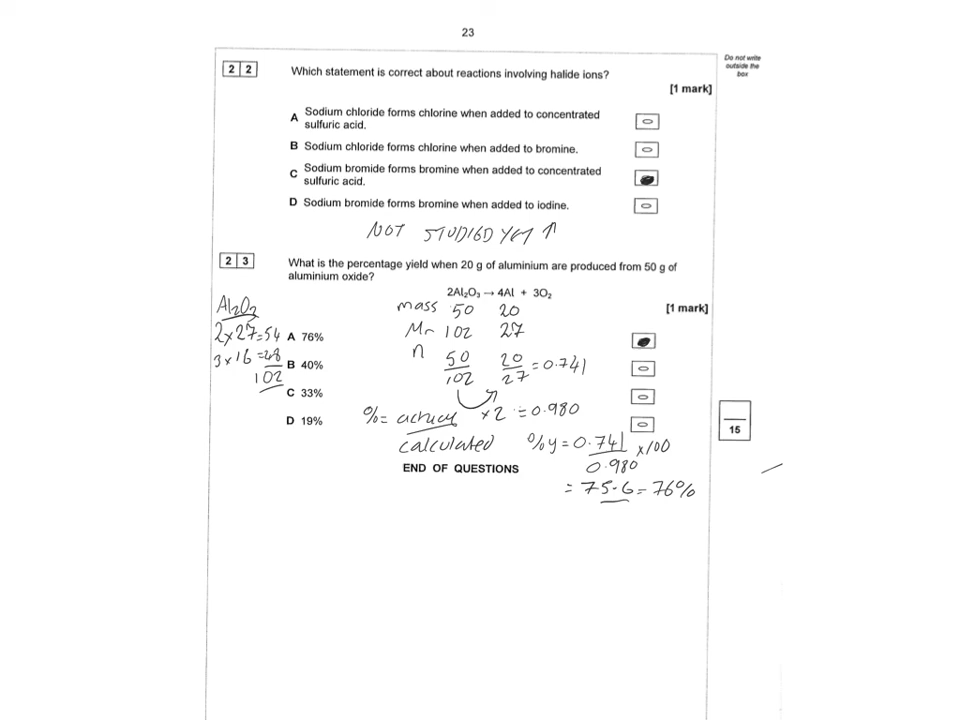 23
Do not write
outside the
box
2 2 Which statement is correct about reactions involving halide ions?
[1 mark]
A Sodium chloride forms chlorine when added to concentrated
sulfuric acid.
B Sodium chloride forms chlorine when added to bromine.
C Sodium bromide forms bromine when added to concentrated
sulfuric acid.
D Sodium bromide forms bromine when added to iodine.
NOT STUDIED YET ↑
2 3 What is the percentage yield when 20 g of aluminium are produced from 50 g of
aluminium oxide?
2Al₂O₃ → 4Al + 3O₂
[1 mark]
Al₂O₃
2 x 27 = 54
3 x 16 = 48
102
mass 50 20
Mr 102 27
n 50/102 20/27 = 0.741
x 2 = 0.980
A 76%
B 40%
C 33%
D 19%
% = actual/calculated
%y = 0.741/0.980 x 100
= 75.6 = 76%
15
END OF QUESTIONS